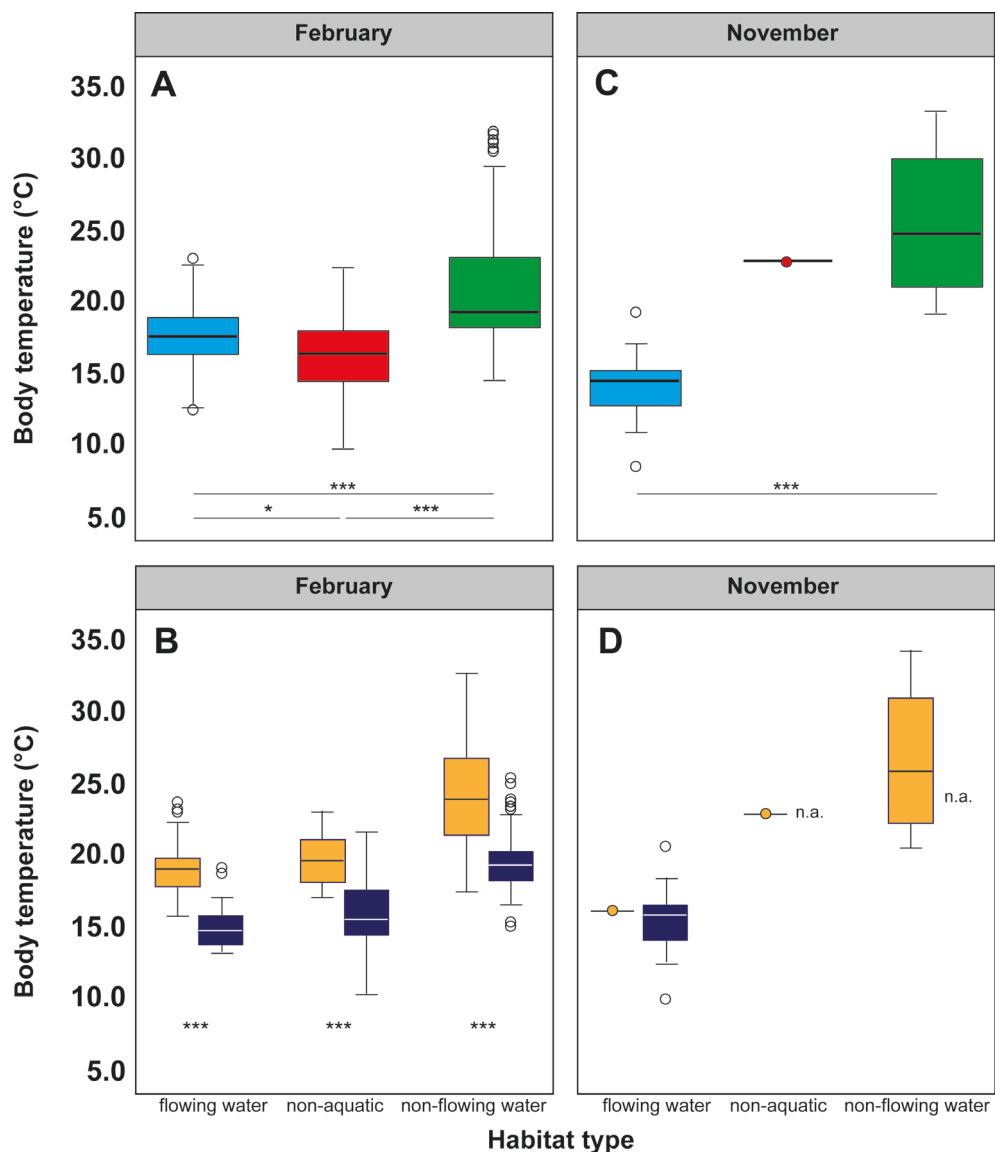 February
November
A
C
35.0
30.0
25.0
20.0
15.0
10.0
5.0
Body temperature (°C)
***
*
***
***
February
November
B
D
35.0
30.0
25.0
20.0
15.0
10.0
5.0
Body temperature (°C)
n.a.
n.a.
***
***
***
flowing water
non-aquatic
non-flowing water
flowing water
non-aquatic
non-flowing water
Habitat type